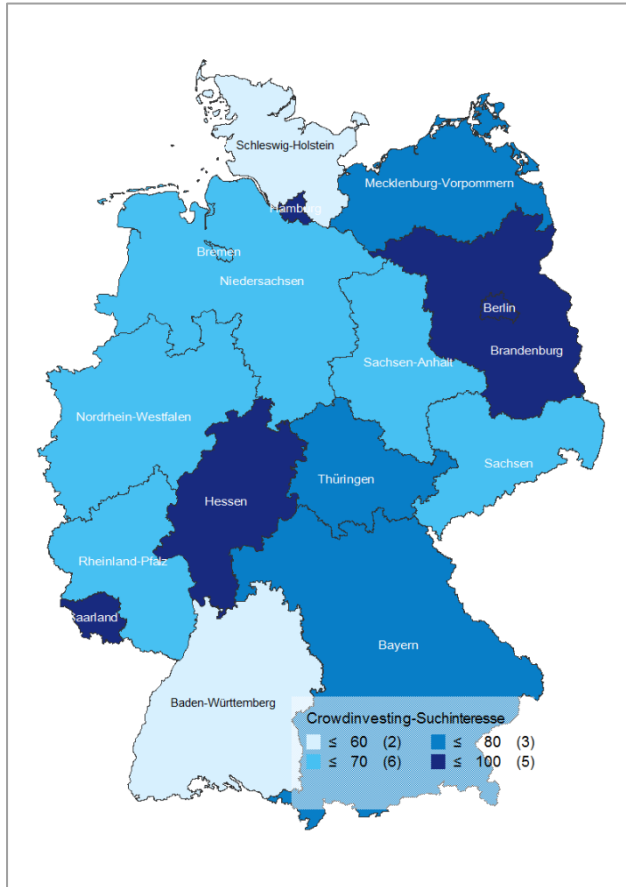 Schleswig-Holstein
Mecklenburg-Vorpommern
Hamburg
Bremen
Niedersachsen
Berlin
Brandenburg
Sachsen-Anhalt
Nordrhein-Westfalen
Sachsen
Thüringen
Hessen
Rheinland-Pfalz
Saarland
Bayern
Baden-Württemberg
Crowdinvesting-Suchinteresse
≤ 60 (2) ≤ 80 (3)
≤ 70 (6) ≤ 100 (5)